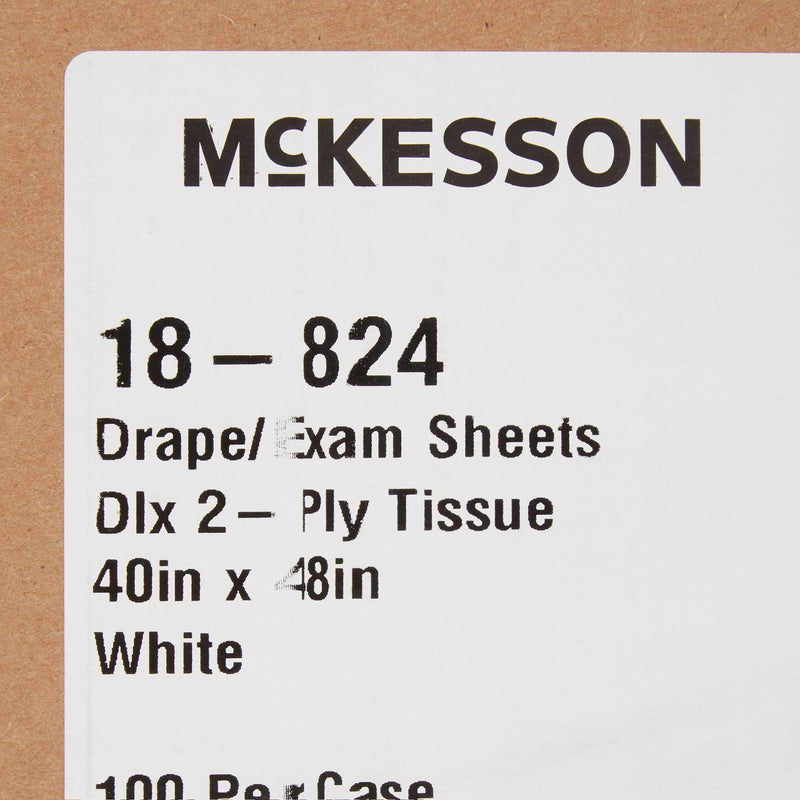 McKESSON
18 - 824
Drape/ Exam Sheets
Dlx 2 - Ply Tissue
40in x 48in
White
100 Per Case